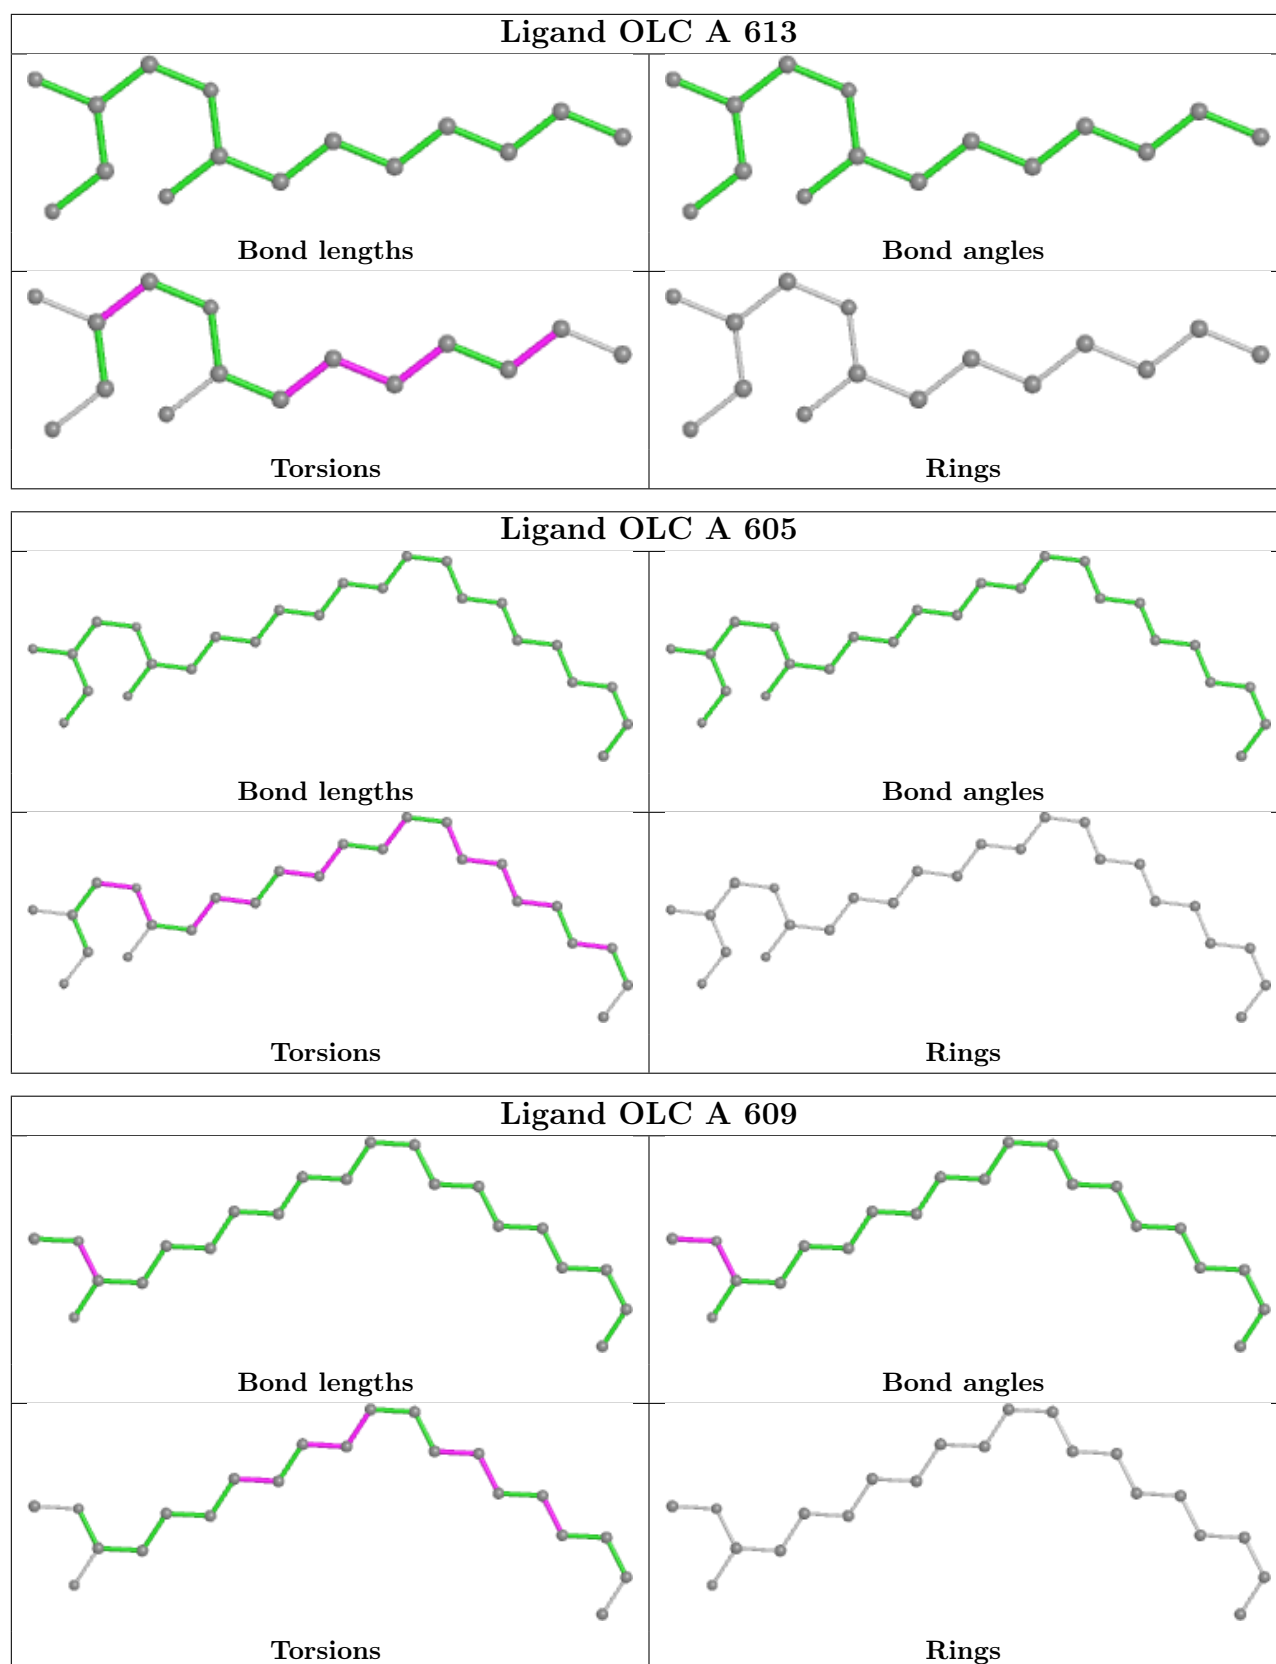 Ligand OLC A 613
Bond lengths
Bond angles
Torsions
Rings
Ligand OLC A 605
Bond lengths
Bond angles
Torsions
Rings
Ligand OLC A 609
Bond lengths
Bond angles
Torsions
Rings